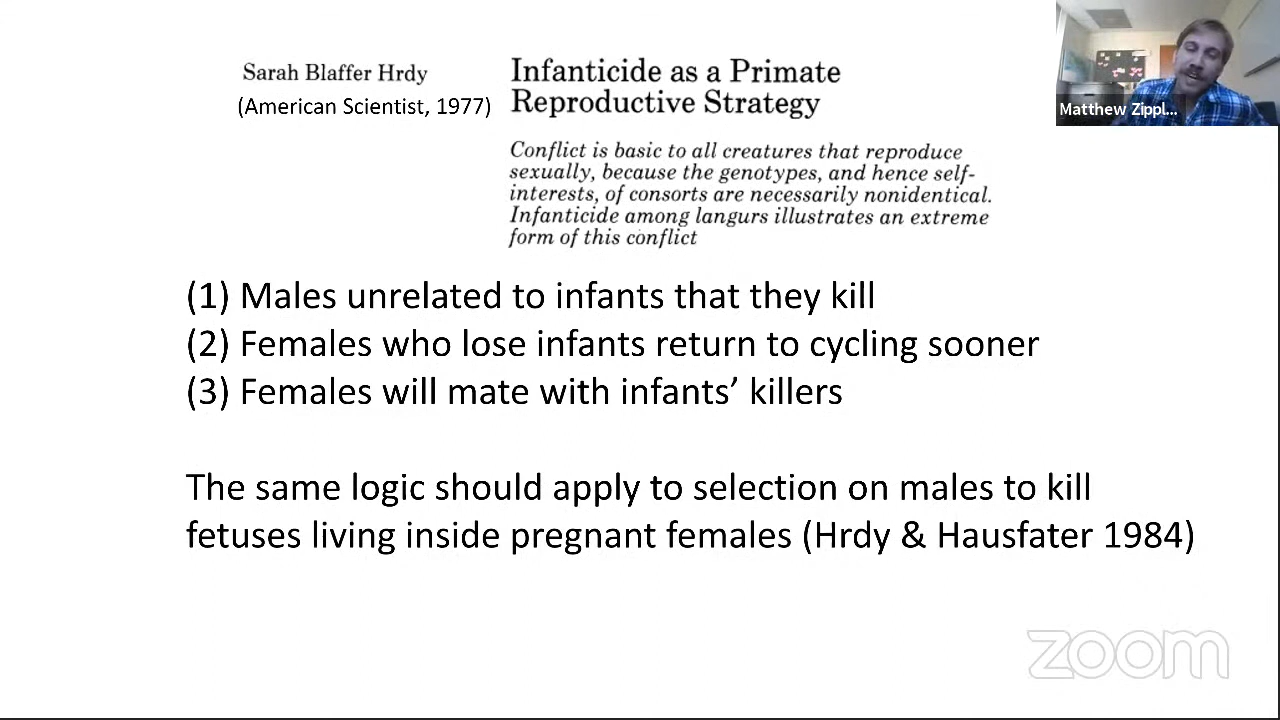 Sarah Blaffer Hrdy
(American Scientist, 1977)
Infanticide as a Primate
Reproductive Strategy
Conflict is basic to all creatures that reproduce
sexually, because the genotypes, and hence self-
interests, of consorts are necessarily nonidentical.
Infanticide among langurs illustrates an extreme
form of this conflict
(1) Males unrelated to infants that they kill
(2) Females who lose infants return to cycling sooner
(3) Females will mate with infants’ killers
The same logic should apply to selection on males to kill
fetuses living inside pregnant females (Hrdy & Hausfater 1984)
Matthew Zippl...
zoom